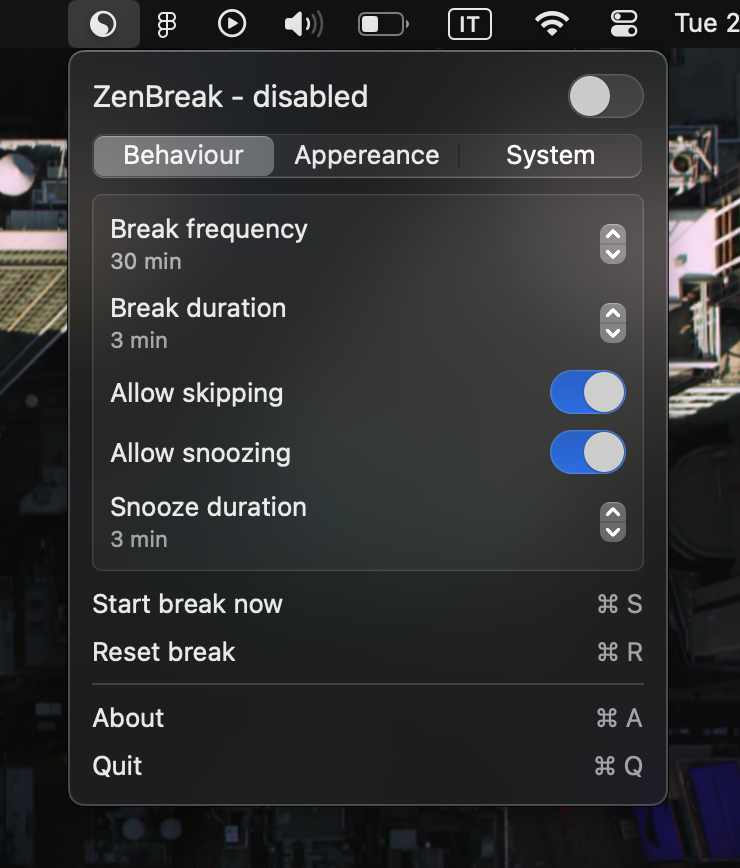 IT
Tue 2
ZenBreak - disabled
Behaviour Appereance System
Break frequency
30 min
Break duration
3 min
Allow skipping
Allow snoozing
Snooze duration
3 min
Start break now ⌘ S
Reset break ⌘ R
About ⌘ A
Quit ⌘ Q